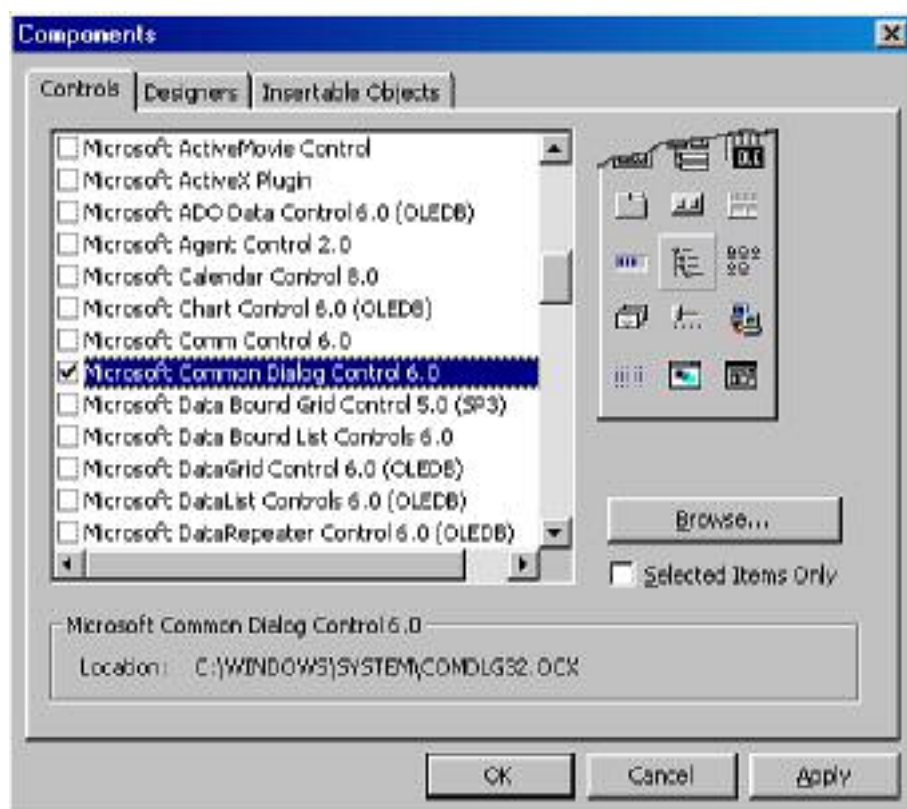 Components
Controls
Designers
Insertable Objects
Microsoft ActiveMovie Control
Microsoft ActiveX Plugin
Microsoft ADO Data Control 6.0 (OLEDB)
Microsoft Agent Control 2.0
Microsoft Calendar Control 8.0
Microsoft Chart Control 6.0 (OLEDB)
Microsoft Comm Control 6.0
Microsoft Common Dialog Control 6.0
Microsoft Data Bound Grid Control 5.0 (SP3)
Microsoft Data Bound List Controls 6.0
Microsoft DataGrid Control 6.0 (OLEDB)
Microsoft DataList Controls 6.0 (OLEDB)
Microsoft DataRepeater Control 6.0 (OLEDB)
Browse...
Selected Items Only
Microsoft Common Dialog Control 6.0
Location: C:\WINDOWS\SYSTEM\COMDLG32.OCX
OK
Cancel
Apply